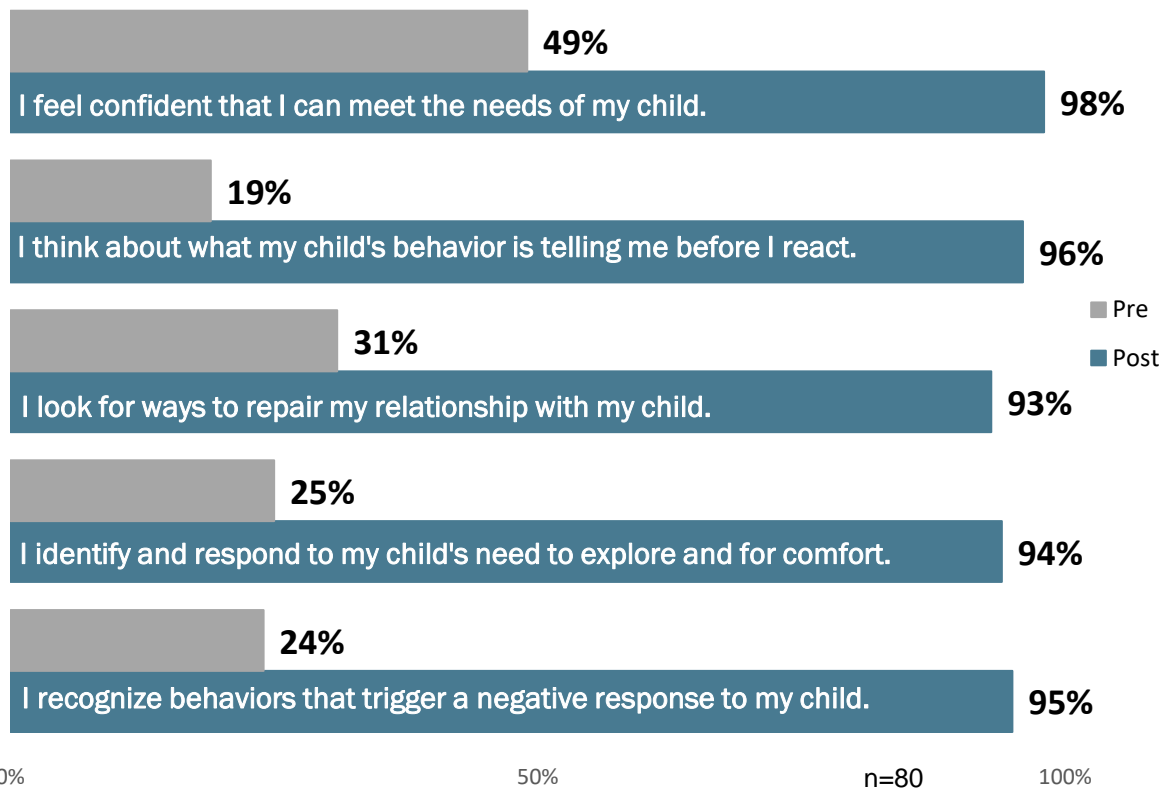 49%
I feel confident that I can meet the needs of my child.
98%
19%
I think about what my child's behavior is telling me before I react.
96%
Pre
31%
Post
I look for ways to repair my relationship with my child.
93%
25%
I identify and respond to my child's need to explore and for comfort.
94%
24%
I recognize behaviors that trigger a negative response to my child.
95%
0%
50%
n=80
100%